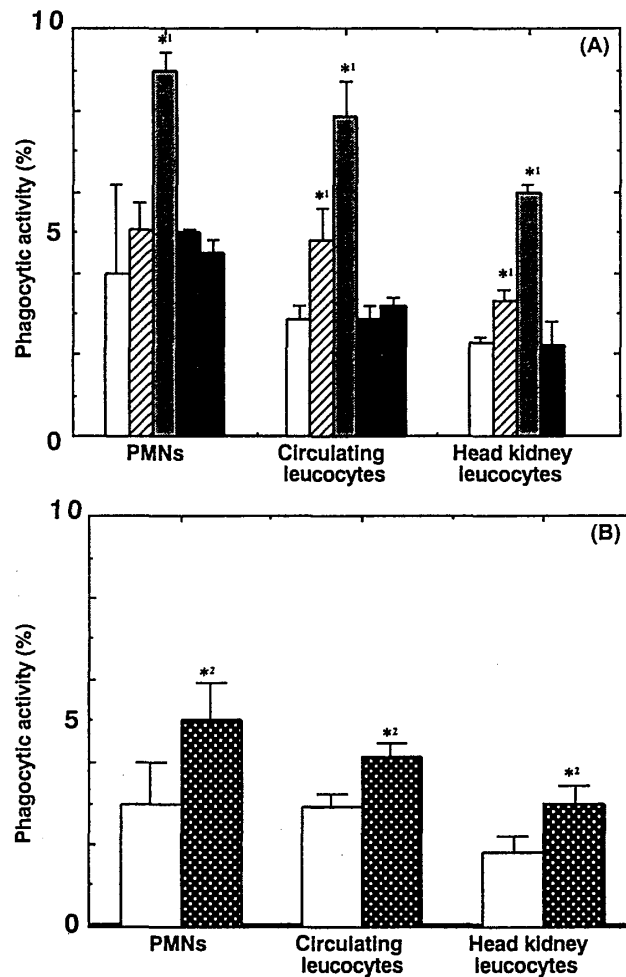 10
(A)
*1
*1
*1
*1
*1
Phagocytic activity (%)
5
0
PMNs
Circulating
leucocytes
Head kidney
leucocytes
10
(B)
*2
*2
*2
Phagocytic activity (%)
5
0
PMNs
Circulating
leucocytes
Head kidney
leucocytes